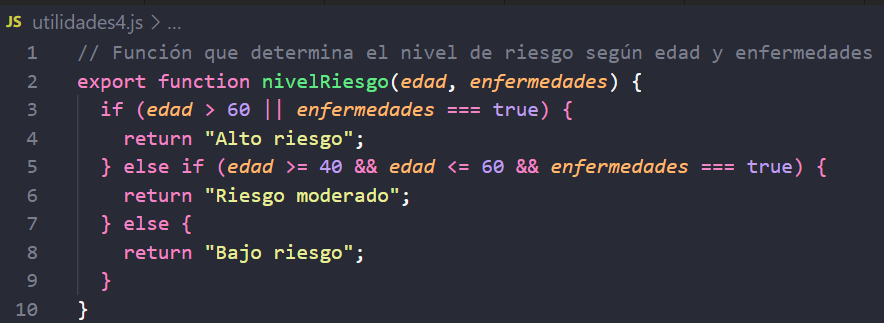 JS utilidades4.js > ...
1 // Función que determina el nivel de riesgo según edad y enfermedades
2 export function nivelRiesgo(edad, enfermedades) {
3   if (edad > 60 || enfermedades === true) {
4     return "Alto riesgo";
5   } else if (edad >= 40 && edad <= 60 && enfermedades === true) {
6     return "Riesgo moderado";
7   } else {
8     return "Bajo riesgo";
9   }
10 }